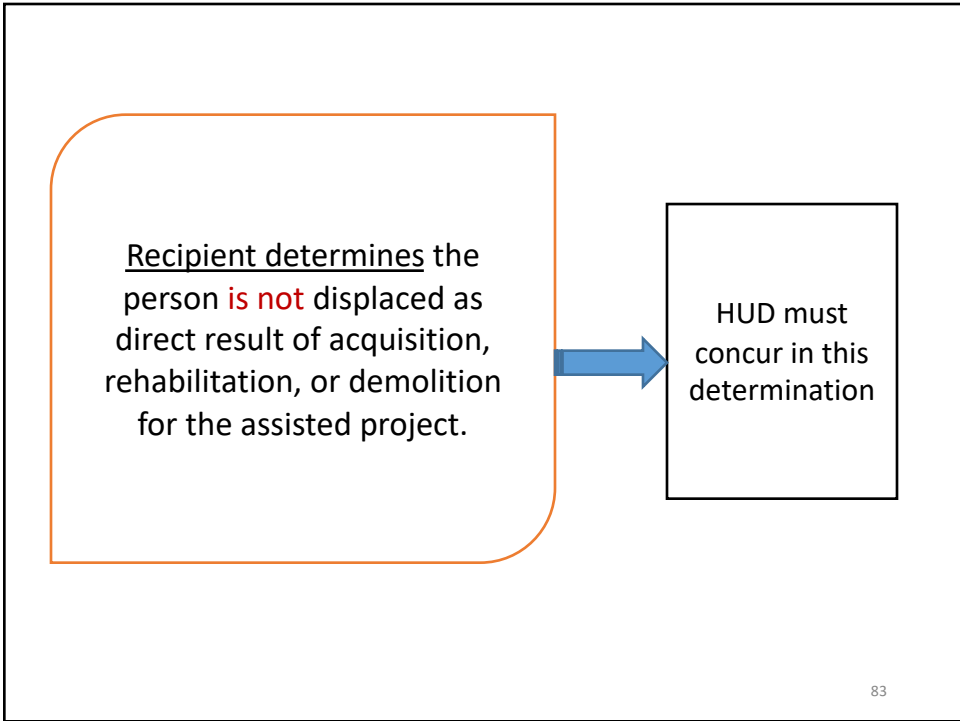 Recipient determines the
person is not displaced as
direct result of acquisition,
rehabilitation, or demolition
for the assisted project.
HUD must
concur in this
determination
83